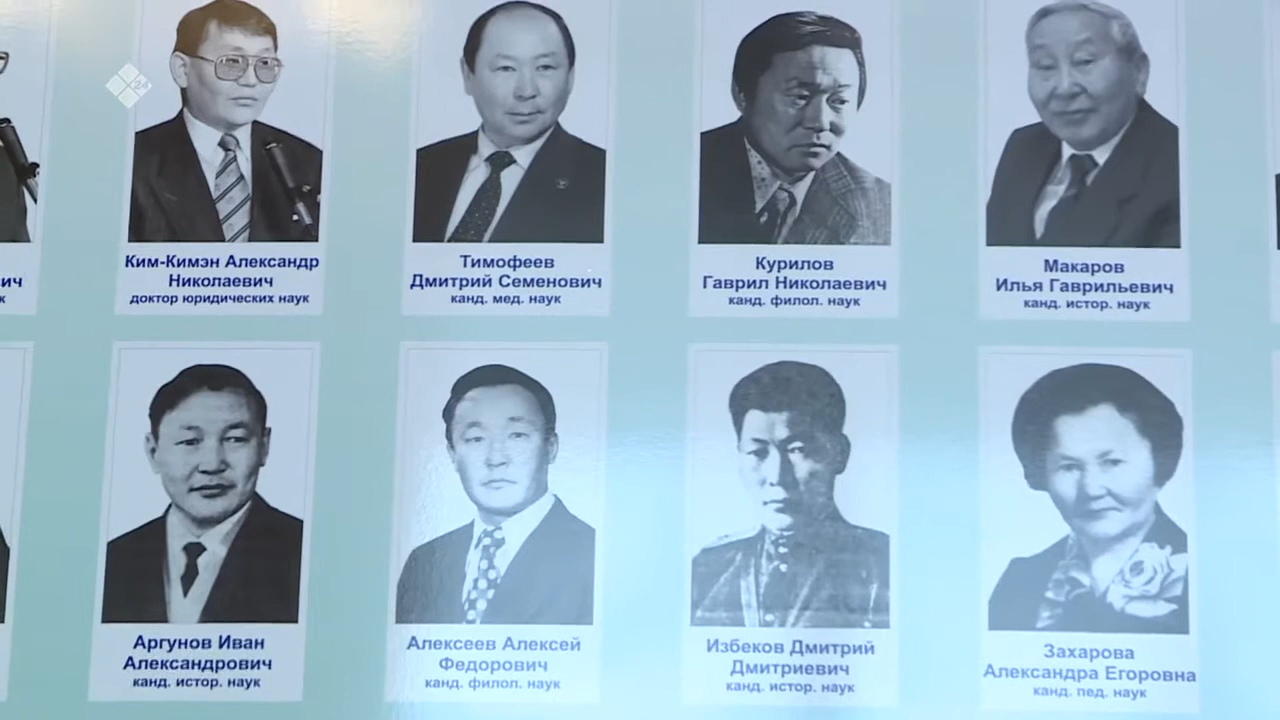 24
ич
к
Ким-Кимэн Александр
Николаевич
доктор юридических наук
Тимофеев
Дмитрий Семенович
канд. мед. наук
Курилов
Гаврил Николаевич
канд. филол. наук
Макаров
Илья Гаврильевич
канд. истор. наук
Аргунов Иван
Александрович
канд. истор. наук
Алексеев Алексей
Федорович
канд. филол. наук
Избеков Дмитрий
Дмитриевич
канд. истор. наук
Захарова
Александра Егоровна
канд. пед. наук